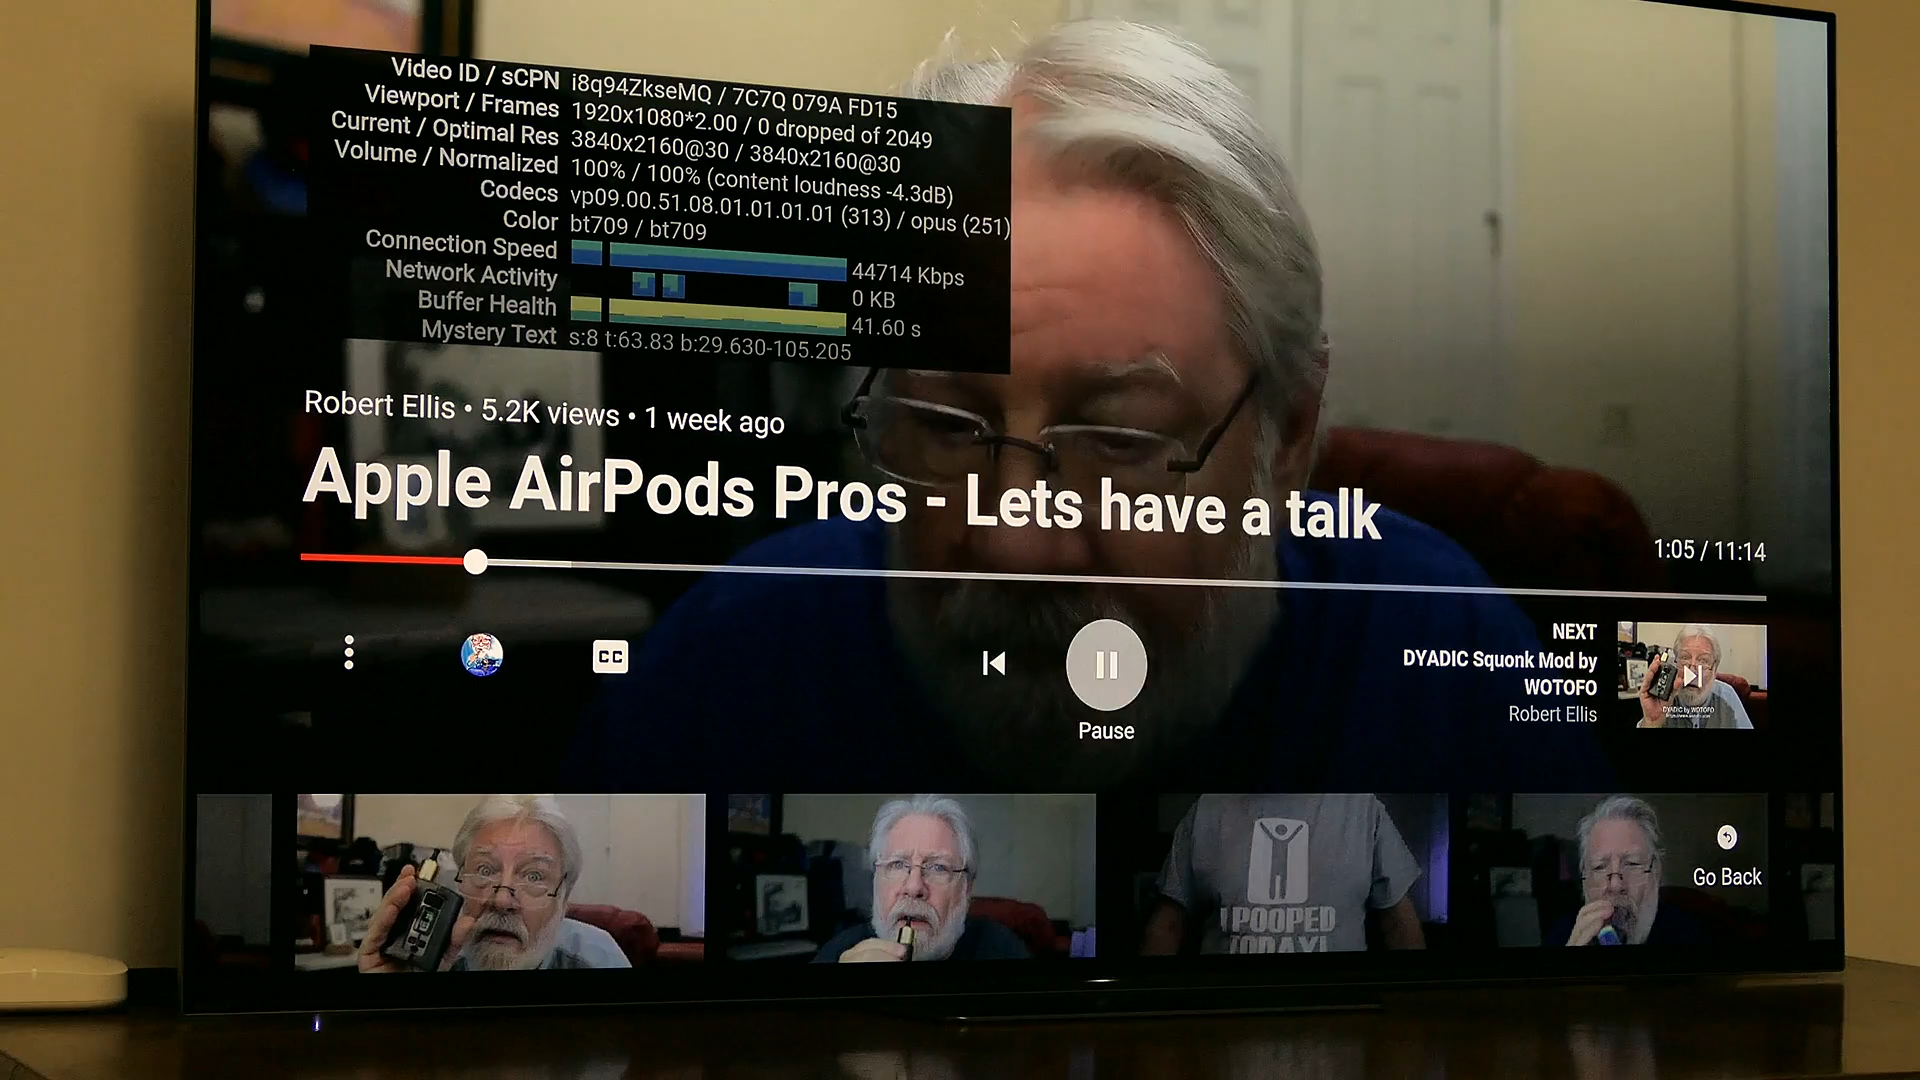 Video ID / sCPN i8q94ZkseMQ / 7C7Q 079A FD15
Viewport / Frames 1920x1080*2.00 / 0 dropped of 2049
Current / Optimal Res 3840x2160@30 / 3840x2160@30
Volume / Normalized 100% / 100% (content loudness -4.3dB)
Codecs vp09.00.51.08.01.01.01.01 (313) / opus (251)
Color bt709 / bt709
Connection Speed 44714 Kbps
Network Activity 0 KB
Buffer Health 41.60 s
Mystery Text s:8 t:63.83 b:29.630-105.205
Robert Ellis • 5.2K views • 1 week ago
Apple AirPods Pros - Lets have a talk
1:05 / 11:14
CC
Pause
NEXT
DYADIC Squonk Mod by
WOTOFO
Robert Ellis
DYADIC by WOTOFO
I POOPED
TODAY!
Go Back